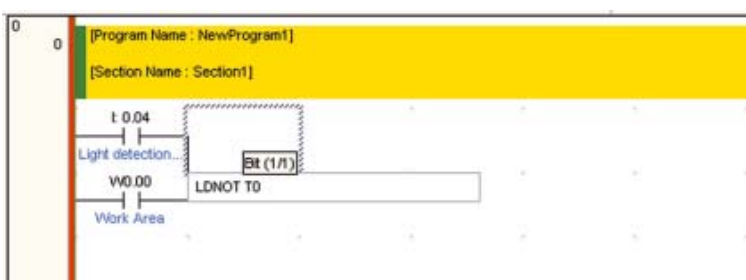 0
0
[Program Name : NewProgram1]
[Section Name : Section1]
I: 0.04
Light detection...
Bit (1/1)
W0.00
LDNOT T0
Work Area